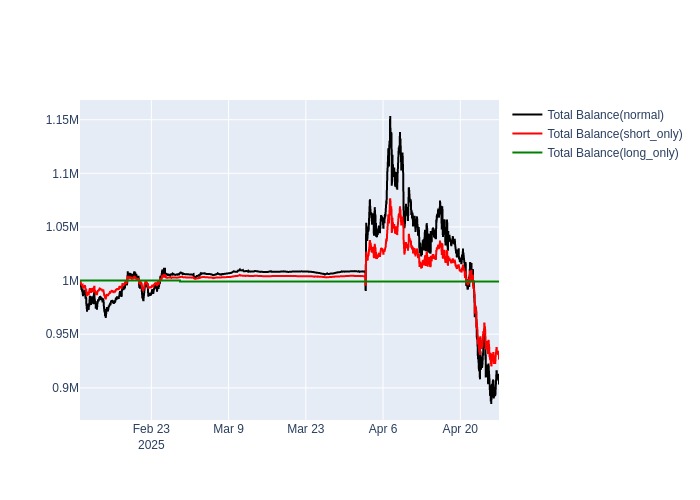 1.15M
1.1M
1.05M
1M
0.95M
0.9M
Feb 23
2025
Mar 9
Mar 23
Apr 6
Apr 20
Total Balance(normal)
Total Balance(short_only)
Total Balance(long_only)